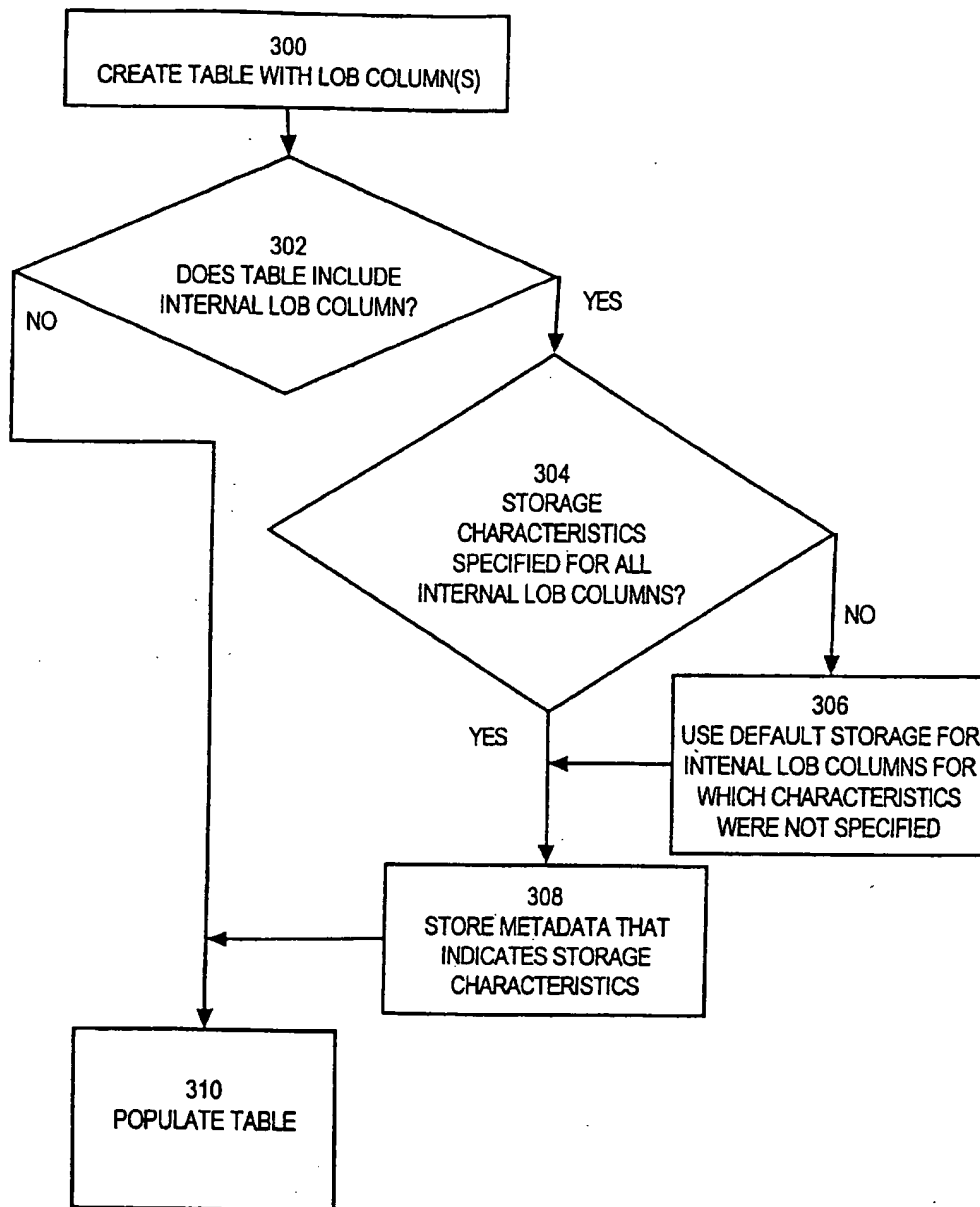 300
CREATE TABLE WITH LOB COLUMN(S)
302
DOES TABLE INCLUDE
INTERNAL LOB COLUMN?
NO
YES
304
STORAGE
CHARACTERISTICS
SPECIFIED FOR ALL
INTERNAL LOB COLUMNS?
NO
YES
306
USE DEFAULT STORAGE FOR
INTENAL LOB COLUMNS FOR
WHICH CHARACTERISTICS
WERE NOT SPECIFIED
308
STORE METADATA THAT
INDICATES STORAGE
CHARACTERISTICS
310
POPULATE TABLE